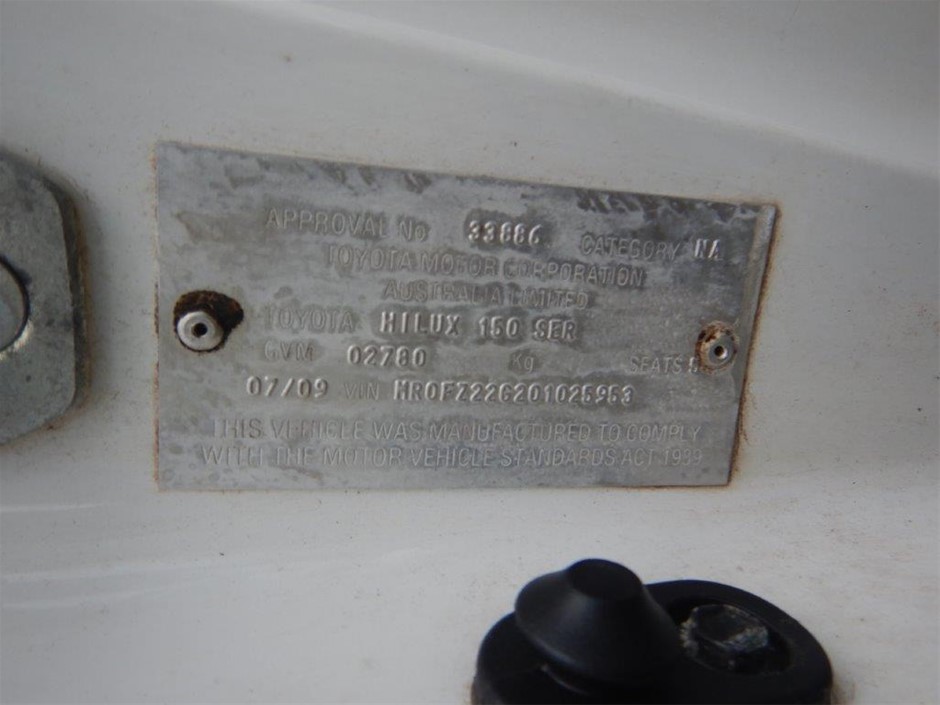 APPROVAL No 33886 CATEGORY NA
TOYOTA MOTOR CORPORATION
AUSTRALIA LIMITED
TOYOTA HILUX 150 SER
GVM 02780 Kg SEATS 5
07/09 VIN MR0FZ22G201025953
THIS VEHICLE WAS MANUFACTURED TO COMPLY
WITH THE MOTOR VEHICLE STANDARDS ACT 1989